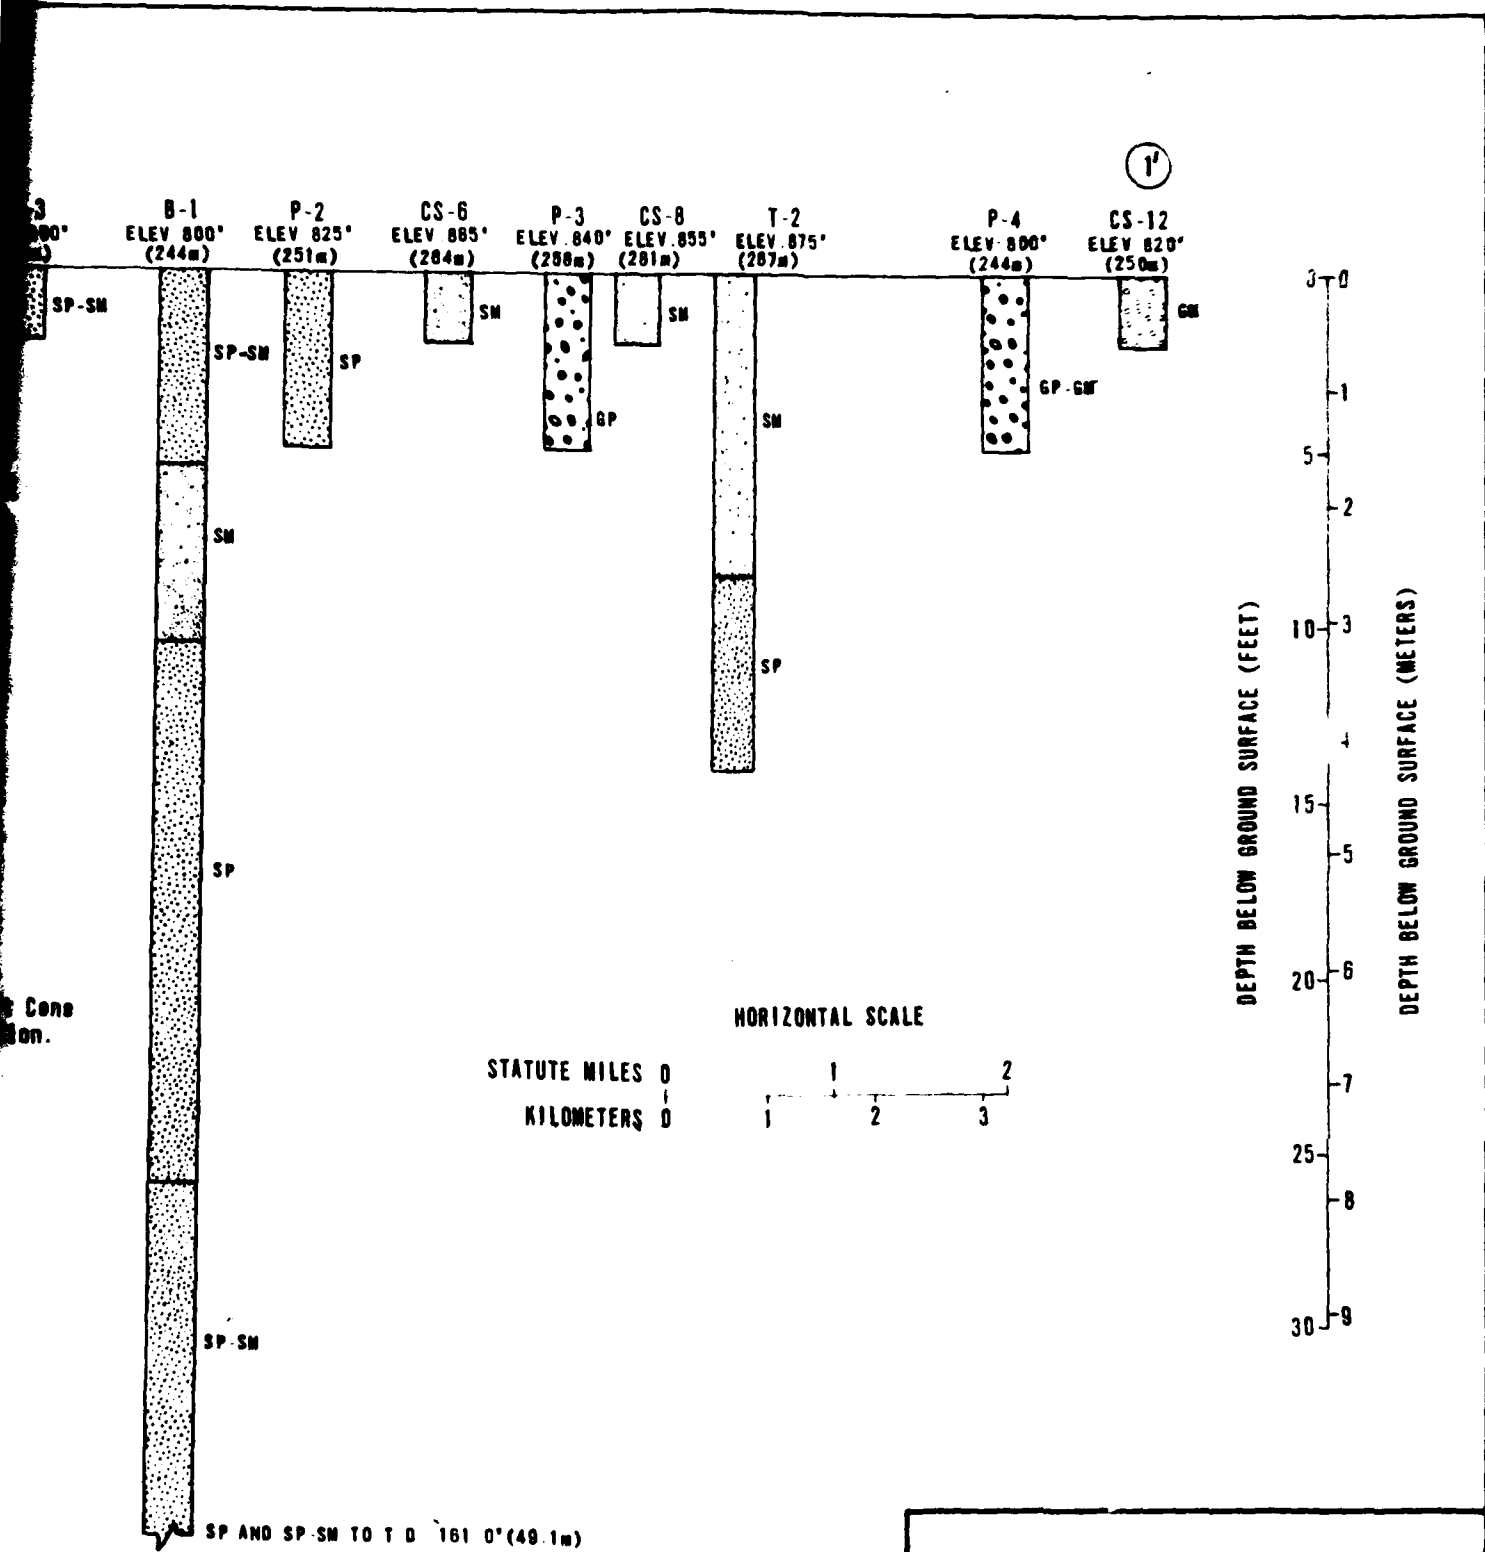 1'
B-1
ELEV 800'
(244m)
P-2
ELEV 825'
(251m)
CS-6
ELEV 865'
(264m)
P-3
ELEV. 840'
CS-8
ELEV. 855'
(261m)
T-2
ELEV. 875'
(267m)
P-4
ELEV. 800'
(244m)
CS-12
ELEV 820'
(250m)
SP-SM
SP-SM
SP
SM
GP
SM
SM
GP-GM
GM
SM
SP
SP
SP-SM
SP AND SP-SM TO T D 161 0'(49.1m)
Cone
HORIZONTAL SCALE
STATUTE MILES 0 1 2
KILOMETERS 0 1 2 3
DEPTH BELOW GROUND SURFACE (FEET)
0
5
10
15
20
25
30
0
1
2
3
4
5
6
7
8
9
DEPTH BELOW GROUND SURFACE (METERS)